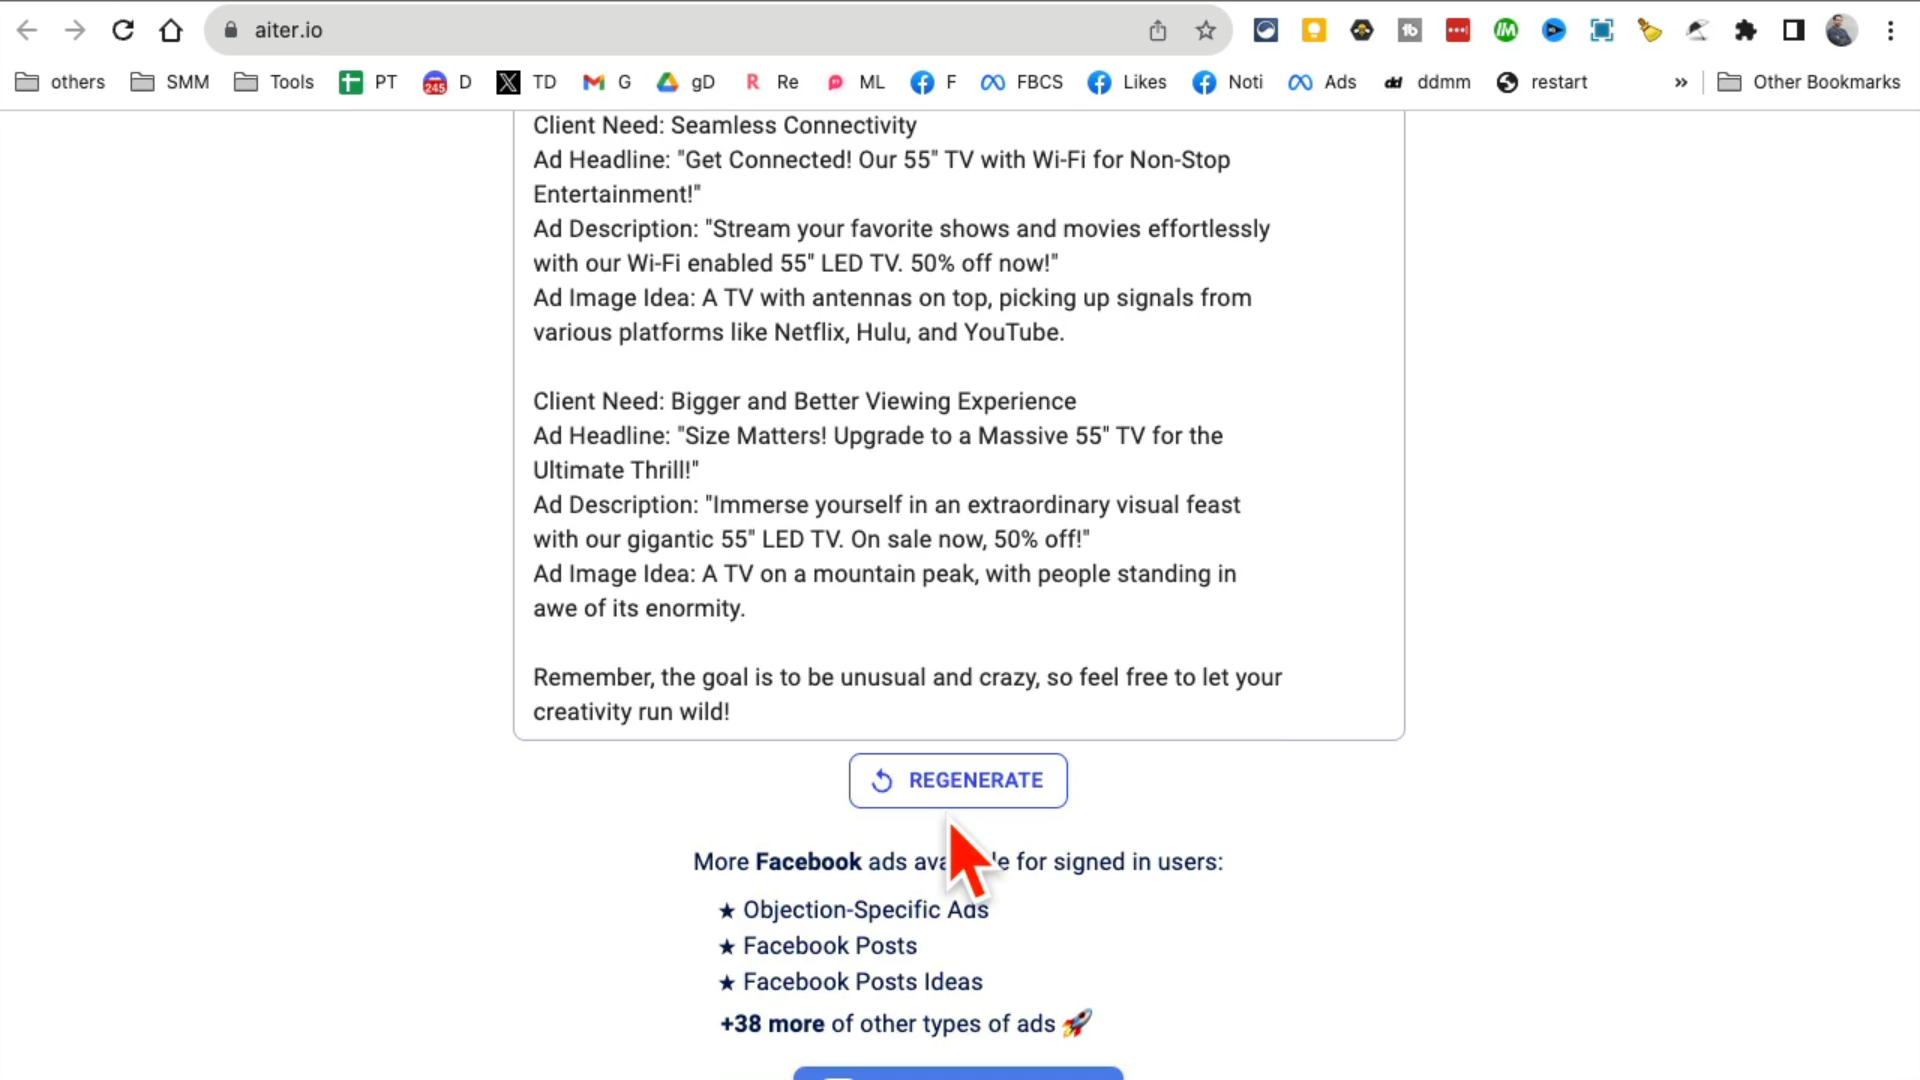 aiter.io
others SMM Tools PT 245 D TD G gD Re ML F FBCS Likes Noti Ads ddmm restart » Other Bookmarks
Client Need: Seamless Connectivity
Ad Headline: "Get Connected! Our 55" TV with Wi-Fi for Non-Stop
Entertainment!"
Ad Description: "Stream your favorite shows and movies effortlessly
with our Wi-Fi enabled 55" LED TV. 50% off now!"
Ad Image Idea: A TV with antennas on top, picking up signals from
various platforms like Netflix, Hulu, and YouTube.
Client Need: Bigger and Better Viewing Experience
Ad Headline: "Size Matters! Upgrade to a Massive 55" TV for the
Ultimate Thrill!"
Ad Description: "Immerse yourself in an extraordinary visual feast
with our gigantic 55" LED TV. On sale now, 50% off!"
Ad Image Idea: A TV on a mountain peak, with people standing in
awe of its enormity.
Remember, the goal is to be unusual and crazy, so feel free to let your
creativity run wild!
REGENERATE
More Facebook ads for signed in users:
★ Objection-Specific Ads
★ Facebook Posts
★ Facebook Posts Ideas
+38 more of other types of ads 🚀